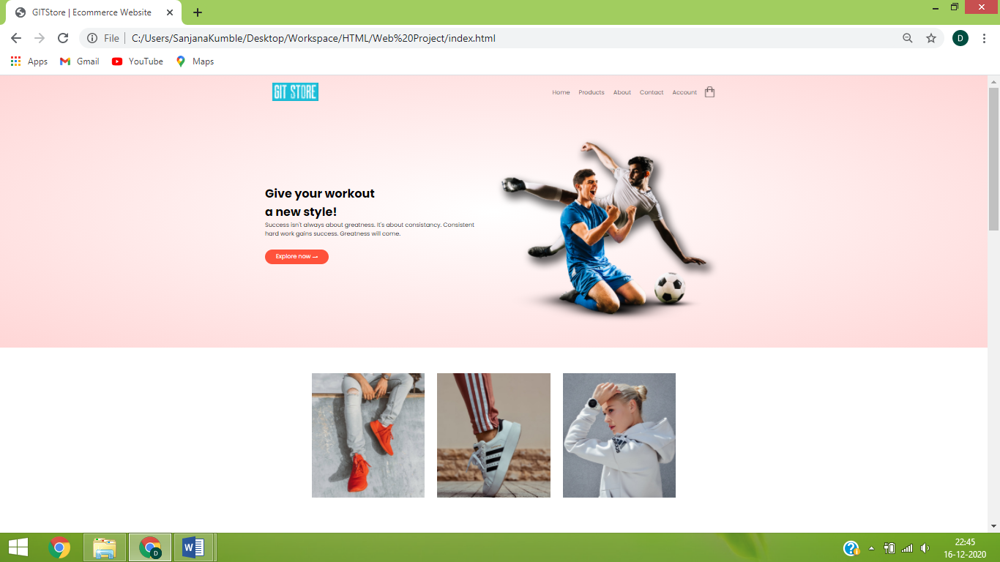 GITStore | Ecommerce Website
File
C:/Users/SanjanaKumble/Desktop/Workspace/HTML/Web%20Project/index.html
D
Apps Gmail YouTube Maps
GIT STORE
Home Products About Contact Account
Give your workout
a new style!
Success isn't always about greatness. It's about consistancy. Consistent
hard work gains success. Greatness will come.
Explore now →
22:45
16-12-2020